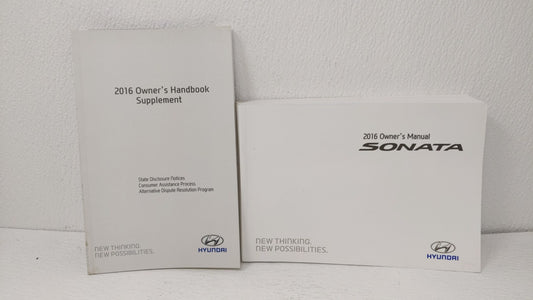 2016 Owner's Handbook
Supplement
State Disclosure Notices
Consumer Assistance Process
Alternative Dispute Resolution Program
NEW THINKING.
NEW POSSIBILITIES.
HYUNDAI
2016 Owner's Manual
SONATA
NEW THINKING.
NEW POSSIBILITIES.
HYUNDAI